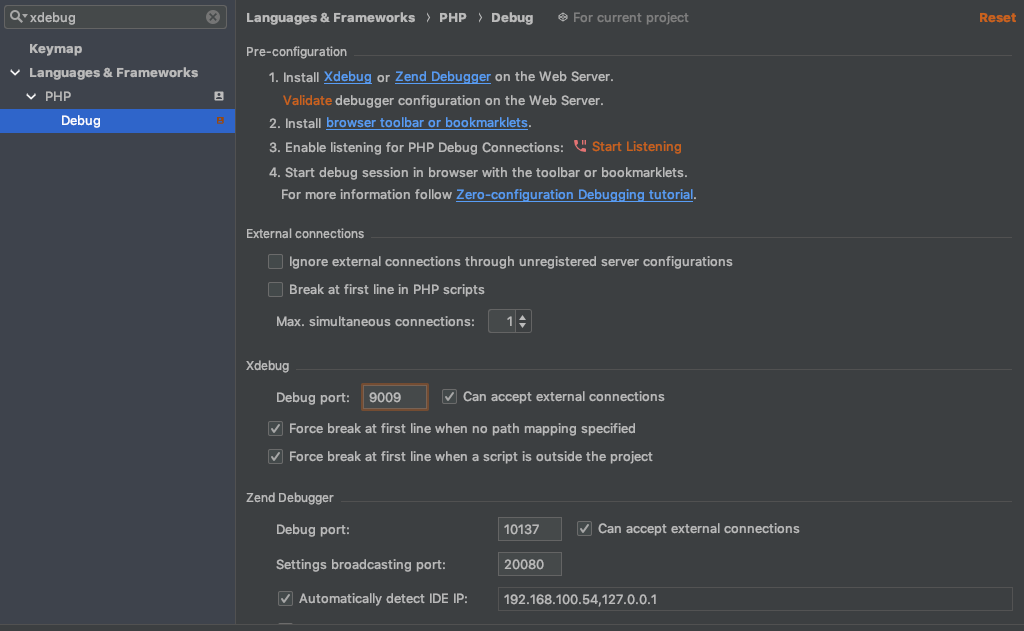 xdebug
Keymap
Languages & Frameworks
PHP
Debug
Languages & Frameworks › PHP › Debug For current project Reset
Pre-configuration
1. Install Xdebug or Zend Debugger on the Web Server.
Validate debugger configuration on the Web Server.
2. Install browser toolbar or bookmarklets.
3. Enable listening for PHP Debug Connections: Start Listening
4. Start debug session in browser with the toolbar or bookmarklets.
For more information follow Zero-configuration Debugging tutorial.
External connections
Ignore external connections through unregistered server configurations
Break at first line in PHP scripts
Max. simultaneous connections: 1
Xdebug
Debug port: 9009 Can accept external connections
Force break at first line when no path mapping specified
Force break at first line when a script is outside the project
Zend Debugger
Debug port: 10137 Can accept external connections
Settings broadcasting port: 20080
Automatically detect IDE IP: 192.168.100.54,127.0.0.1